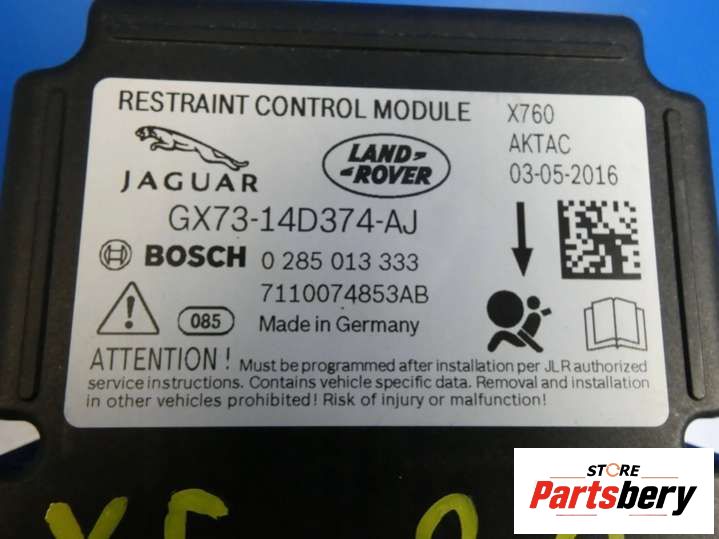 RESTRAINT CONTROL MODULE
X760
AKTAC
03-05-2016
JAGUAR
LAND-
-ROVER
GX73-14D374-AJ
BOSCH 0 285 013 333
7110074853AB
085 Made in Germany
ATTENTION ! Must be programmed after installation per JLR authorized
service instructions. Contains vehicle specific data. Removal and installation
in other vehicles prohibited! Risk of injury or malfunction!
STORE
Partsbery